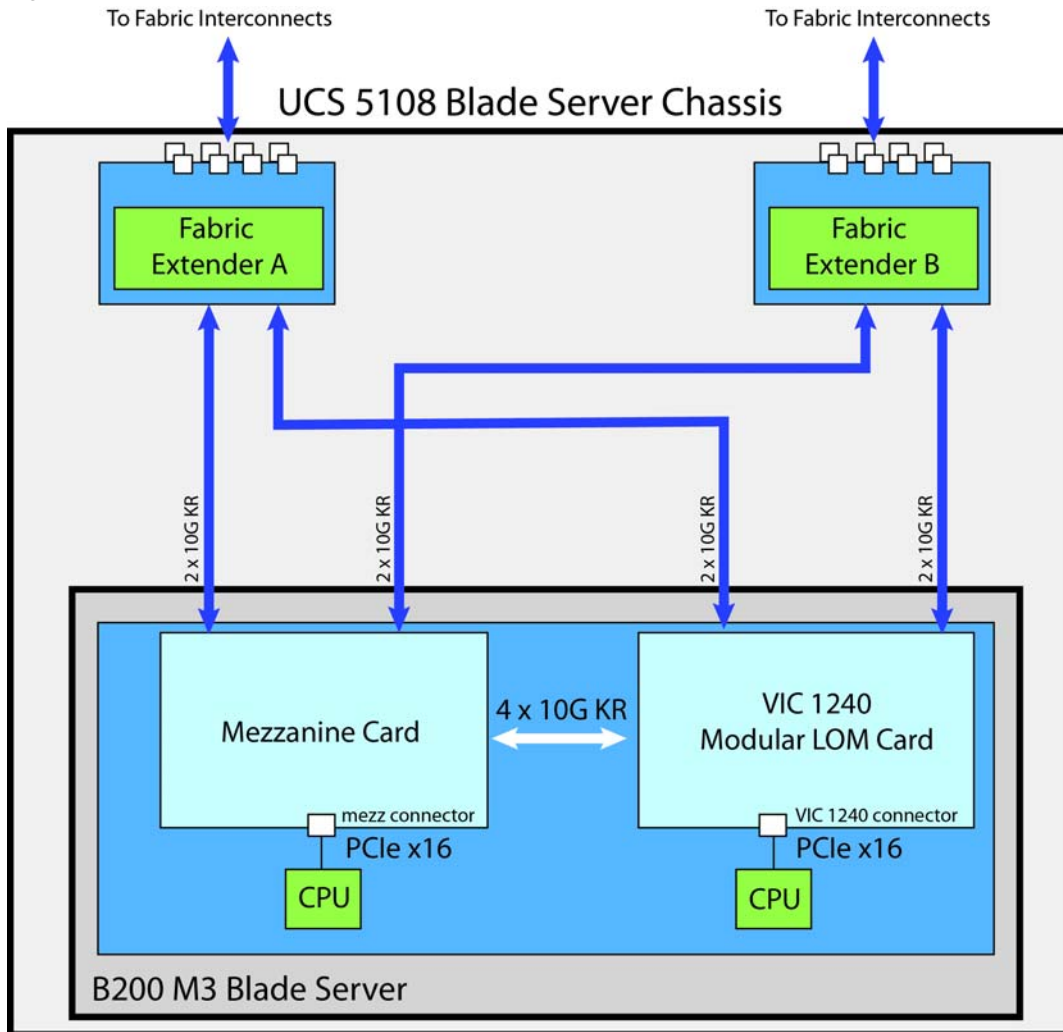 To Fabric Interconnects
To Fabric Interconnects
UCS 5108 Blade Server Chassis
Fabric
Extender A
Fabric
Extender B
2 x 10G KR
2 x 10G KR
2 x 10G KR
2 x 10G KR
Mezzanine Card
4 x 10G KR
VIC 1240
Modular LOM Card
mezz connector
VIC 1240 connector
PCIe x16
PCIe x16
CPU
CPU
B200 M3 Blade Server